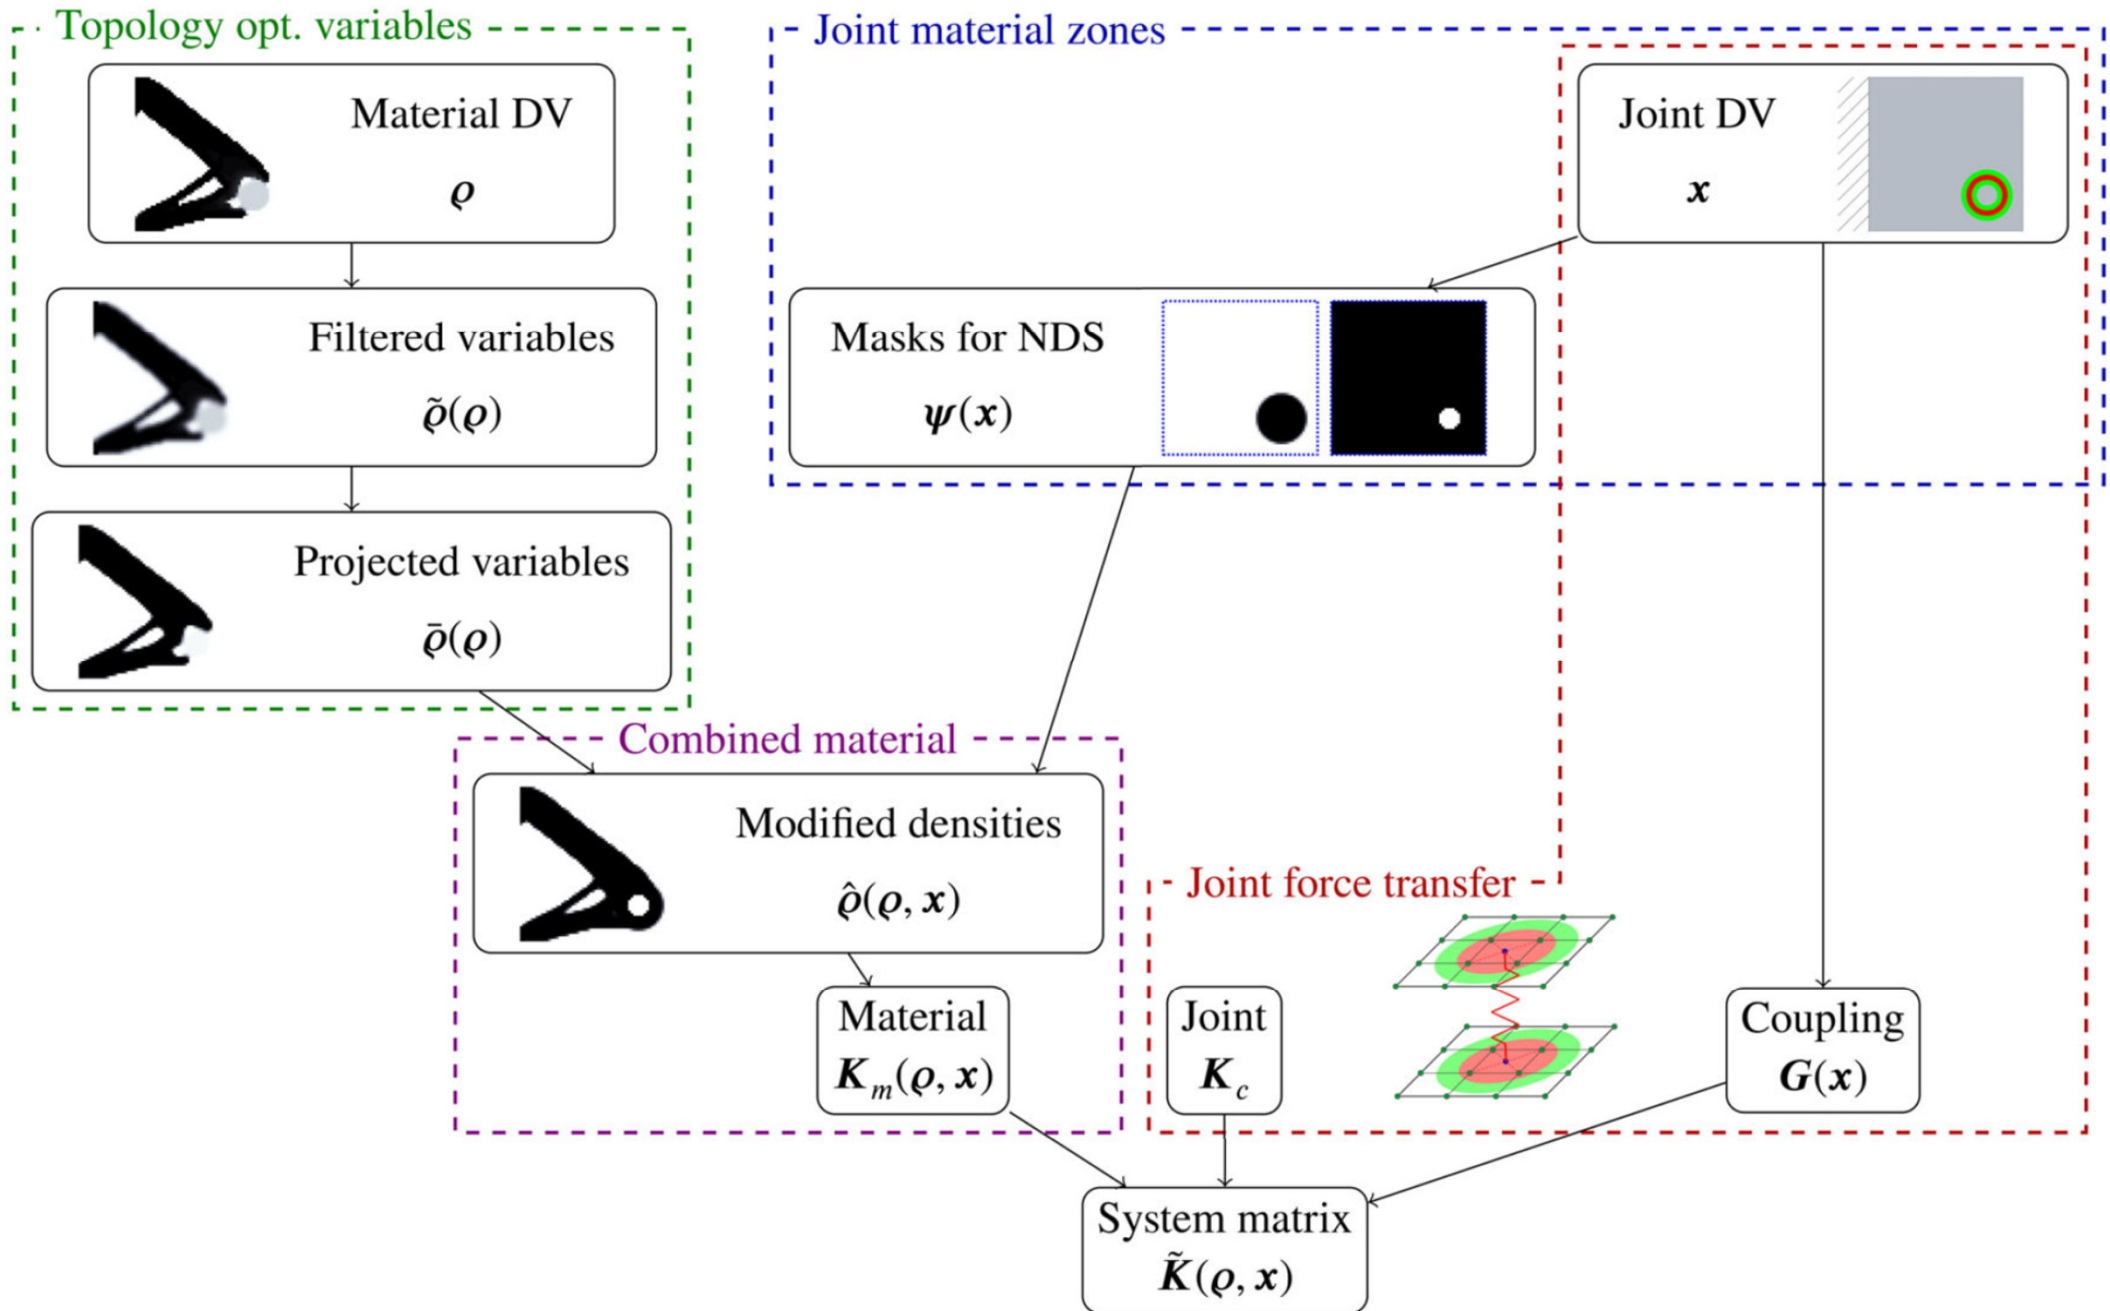 Topology opt. variables
Material DV
ϱ
Filtered variables
ϱ̃(ϱ)
Projected variables
ϱ̄(ϱ)
Joint material zones
Joint DV
x
Masks for NDS
ψ(x)
Combined material
Modified densities
ϱ̂(ϱ, x)
Material
K_m(ϱ, x)
Joint force transfer
Joint
K_c
Coupling
G(x)
System matrix
K̃(ϱ, x)